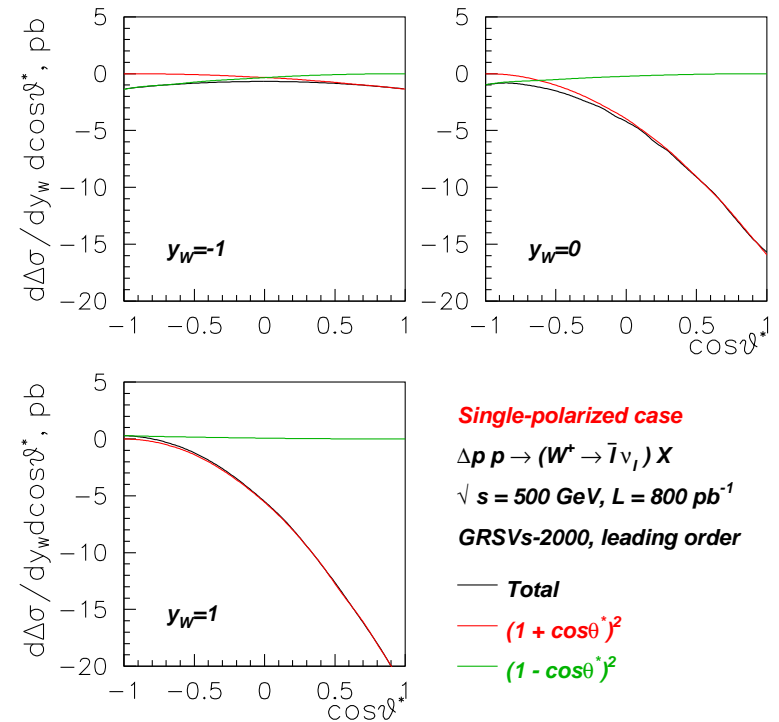 dΔσ/dy_W dcosϑ*, pb
5
0
−5
−10
−15
−20
−1 −0.5 0 0.5 1
y_W=-1
5
0
−5
−10
−15
−20
−1 −0.5 0 0.5 1
y_W=0
cosϑ*
dΔσ/dy_W dcosϑ*, pb
5
0
−5
−10
−15
−20
−1 −0.5 0 0.5 1
y_W=1
cosϑ*
Single-polarized case
Δp p → (W⁺ → l̄ ν_l) X
√ s = 500 GeV, L = 800 pb⁻¹
GRSVs-2000, leading order
Total
(1 + cosθ*)²
(1 - cosθ*)²